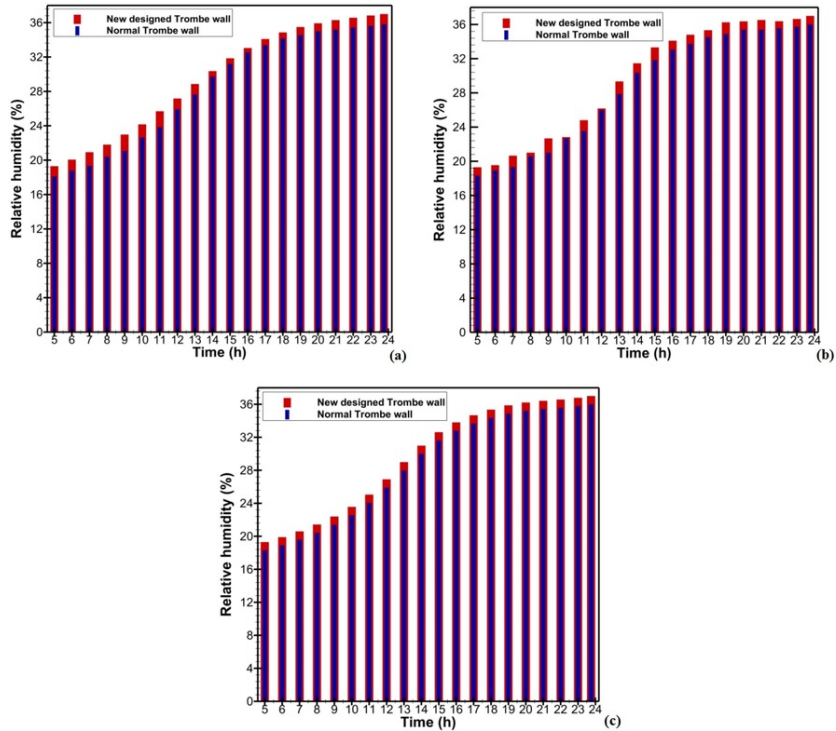 New designed Trombe wall
Normal Trombe wall
36
32
28
24
20
16
12
8
4
0
Relative humidity (%)
5 6 7 8 9 10 11 12 13 14 15 16 17 18 19 20 21 22 23 24
Time (h)
(a)
New designed Trombe wall
Normal Trombe wall
36
32
28
24
20
16
12
8
4
0
Relative humidity (%)
5 6 7 8 9 10 11 12 13 14 15 16 17 18 19 20 21 22 23 24
Time (h)
(b)
New designed Trombe wall
Normal Trombe wall
36
32
28
24
20
16
12
8
4
0
Relative humidity (%)
5 6 7 8 9 10 11 12 13 14 15 16 17 18 19 20 21 22 23 24
Time (h)
(c)